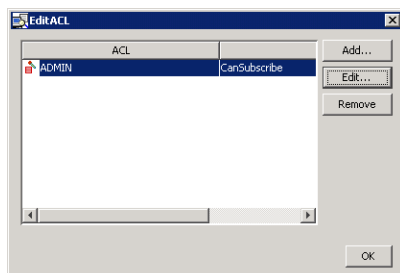 EditACL
ACL
Add...
ADMIN CanSubscribe
Edit...
Remove
OK